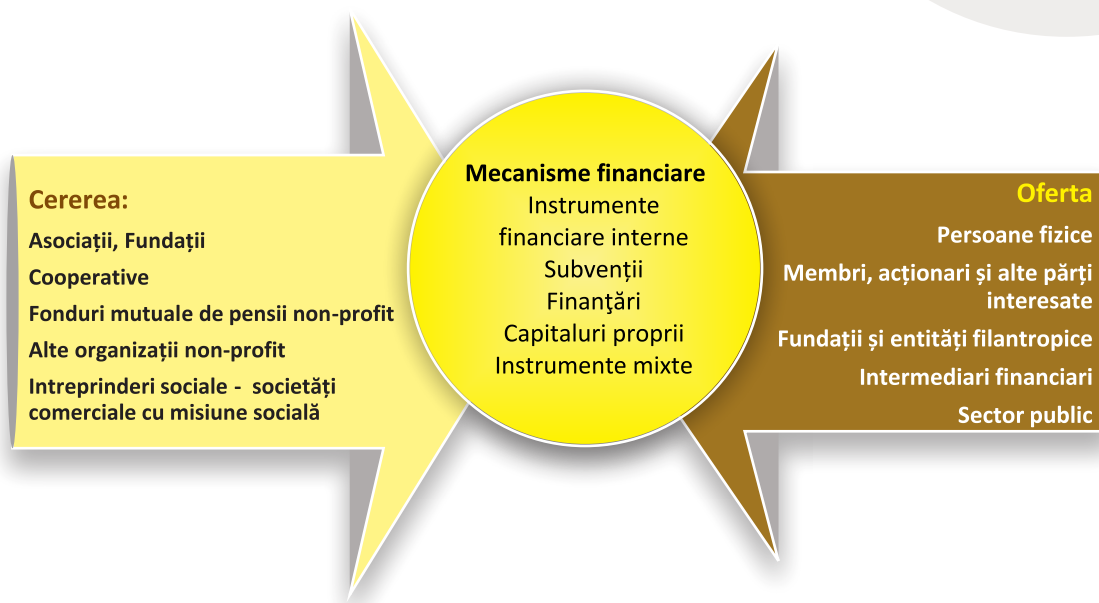 Cererea:
Asociații, Fundații
Cooperative
Fonduri mutuale de pensii non-profit
Alte organizații non-profit
Intreprinderi sociale - societăți
comerciale cu misiune socială
Mecanisme financiare
Instrumente
financiare interne
Subvenții
Finanţări
Capitaluri proprii
Instrumente mixte
Oferta
Persoane fizice
Membri, acționari și alte părți
interesate
Fundații și entități filantropice
Intermediari financiari
Sector public